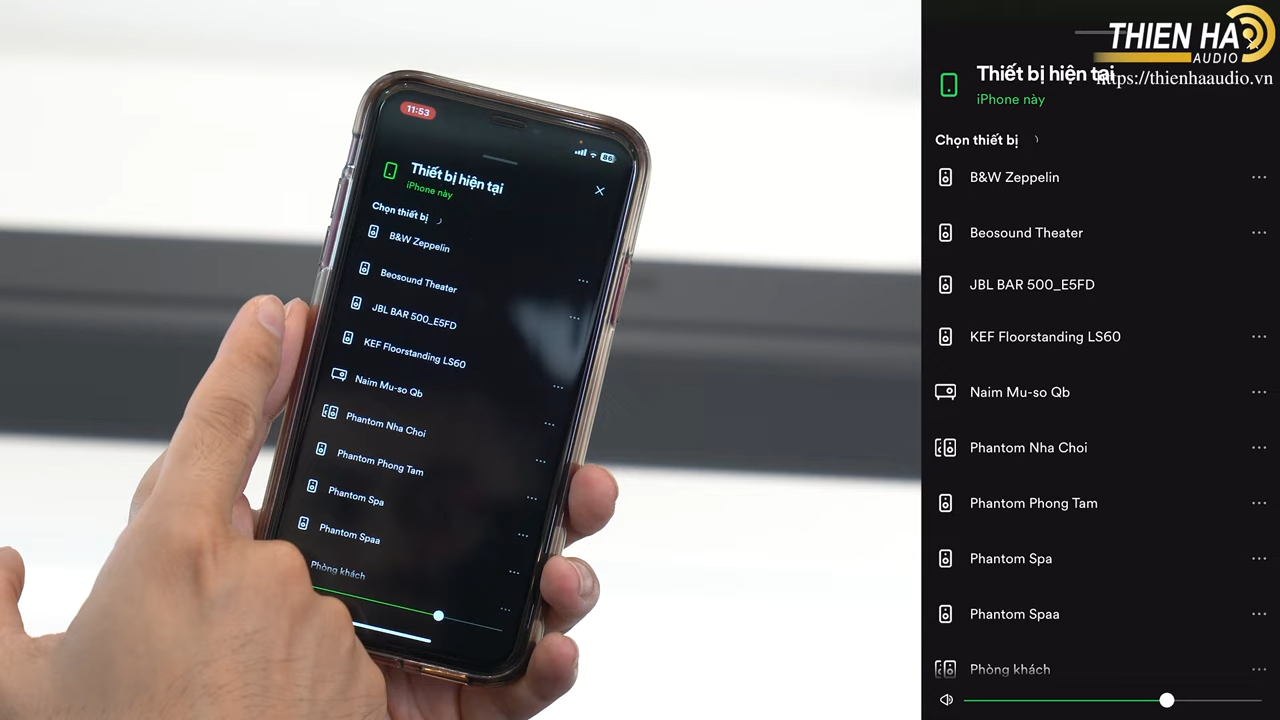 11:53
86
Thiết bị hiện tại
iPhone này
Chọn thiết bị
B&W Zeppelin
Beosound Theater
JBL BAR 500_E5FD
KEF Floorstanding LS60
Naim Mu-so Qb
Phantom Nha Choi
Phantom Phong Tam
Phantom Spa
Phantom Spaa
Phòng khách
THIEN HA
AUDIO
https://thienhaaudio.vn
Thiết bị hiện tại
iPhone này
Chọn thiết bị
B&W Zeppelin
Beosound Theater
JBL BAR 500_E5FD
KEF Floorstanding LS60
Naim Mu-so Qb
Phantom Nha Choi
Phantom Phong Tam
Phantom Spa
Phantom Spaa
Phòng khách